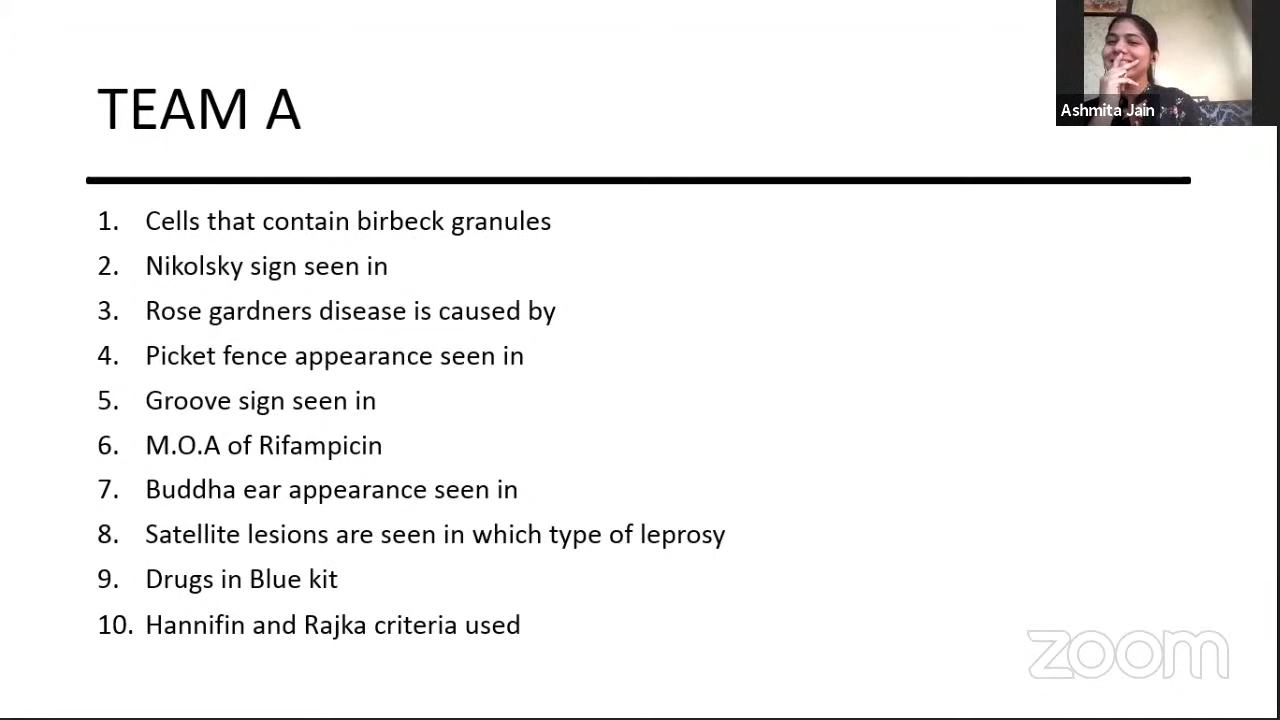 TEAM A
Ashmita Jain
1. Cells that contain birbeck granules
2. Nikolsky sign seen in
3. Rose gardners disease is caused by
4. Picket fence appearance seen in
5. Groove sign seen in
6. M.O.A of Rifampicin
7. Buddha ear appearance seen in
8. Satellite lesions are seen in which type of leprosy
9. Drugs in Blue kit
10. Hannifin and Rajka criteria used
zoom